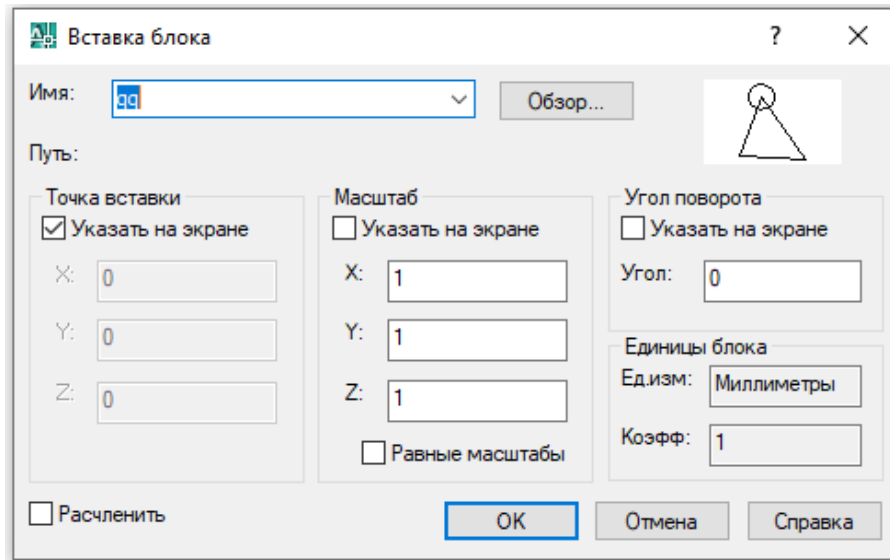 Вставка блока ?
Имя: qq Обзор...
Путь:
Точка вставки Масштаб Угол поворота
Указать на экране Указать на экране Указать на экране
X: 0 X: 1 Угол: 0
Y: 0 Y: 1
Единицы блока
Z: 0 Z: 1 Ед.изм: Миллиметры
Равные масштабы Коэфф: 1
Расчленить OK Отмена Справка